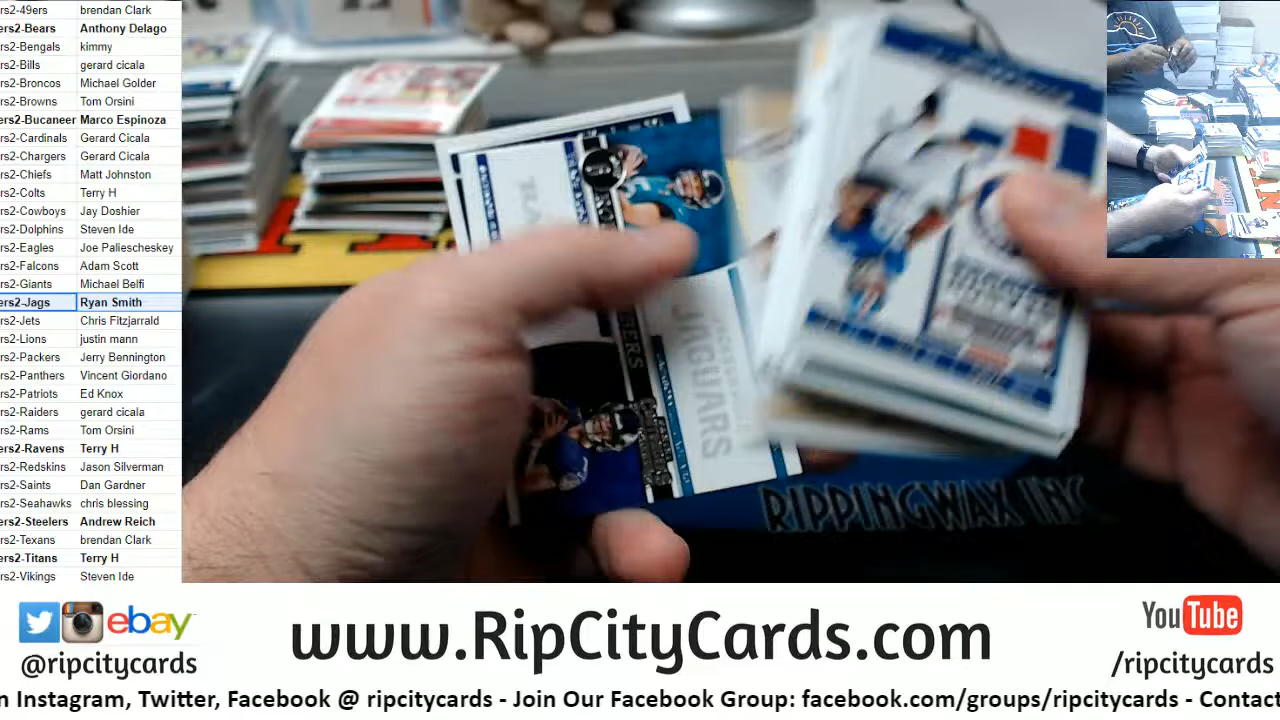 rs2-49ers brendan Clark
ers2-Bears Anthony Delago
rs2-Bengals kimmy
rs2-Bills gerard cicala
rs2-Broncos Michael Golder
rs2-Browns Tom Orsini
ers2-Bucaneer Marco Espinoza
rs2-Cardinals Gerard Cicala
rs2-Chargers Gerard Cicala
rs2-Chiefs Matt Johnston
rs2-Colts Terry H
rs2-Cowboys Jay Doshier
rs2-Dolphins Steven Ide
rs2-Eagles Joe Paliescheskey
rs2-Falcons Adam Scott
rs2-Giants Michael Belfi
ers2-Jags Ryan Smith
rs2-Jets Chris Fitzjarrald
rs2-Lions justin mann
rs2-Packers Jerry Bennington
rs2-Panthers Vincent Giordano
rs2-Patriots Ed Knox
rs2-Raiders gerard cicala
rs2-Rams Tom Orsini
ers2-Ravens Terry H
rs2-Redskins Jason Silverman
rs2-Saints Dan Gardner
rs2-Seahawks chris blessing
ers2-Steelers Andrew Reich
rs2-Texans brendan Clark
ers2-Titans Terry H
rs2-Vikings Steven Ide
JAGUARS
RIPPINGWAX INC
ebay
@ripcitycards
www.RipCityCards.com
YouTube
/ripcitycards
n Instagram, Twitter, Facebook @ ripcitycards - Join Our Facebook Group: facebook.com/groups/ripcitycards - Contact